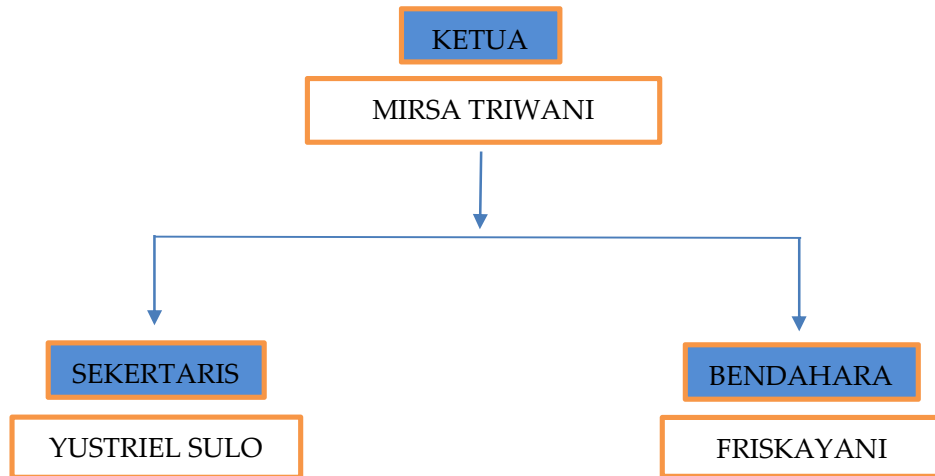 KETUA
MIRSA TRIWANI
SEKERTARIS
YUSTRIEL SULO
BENDAHARA
FRISKAYANI